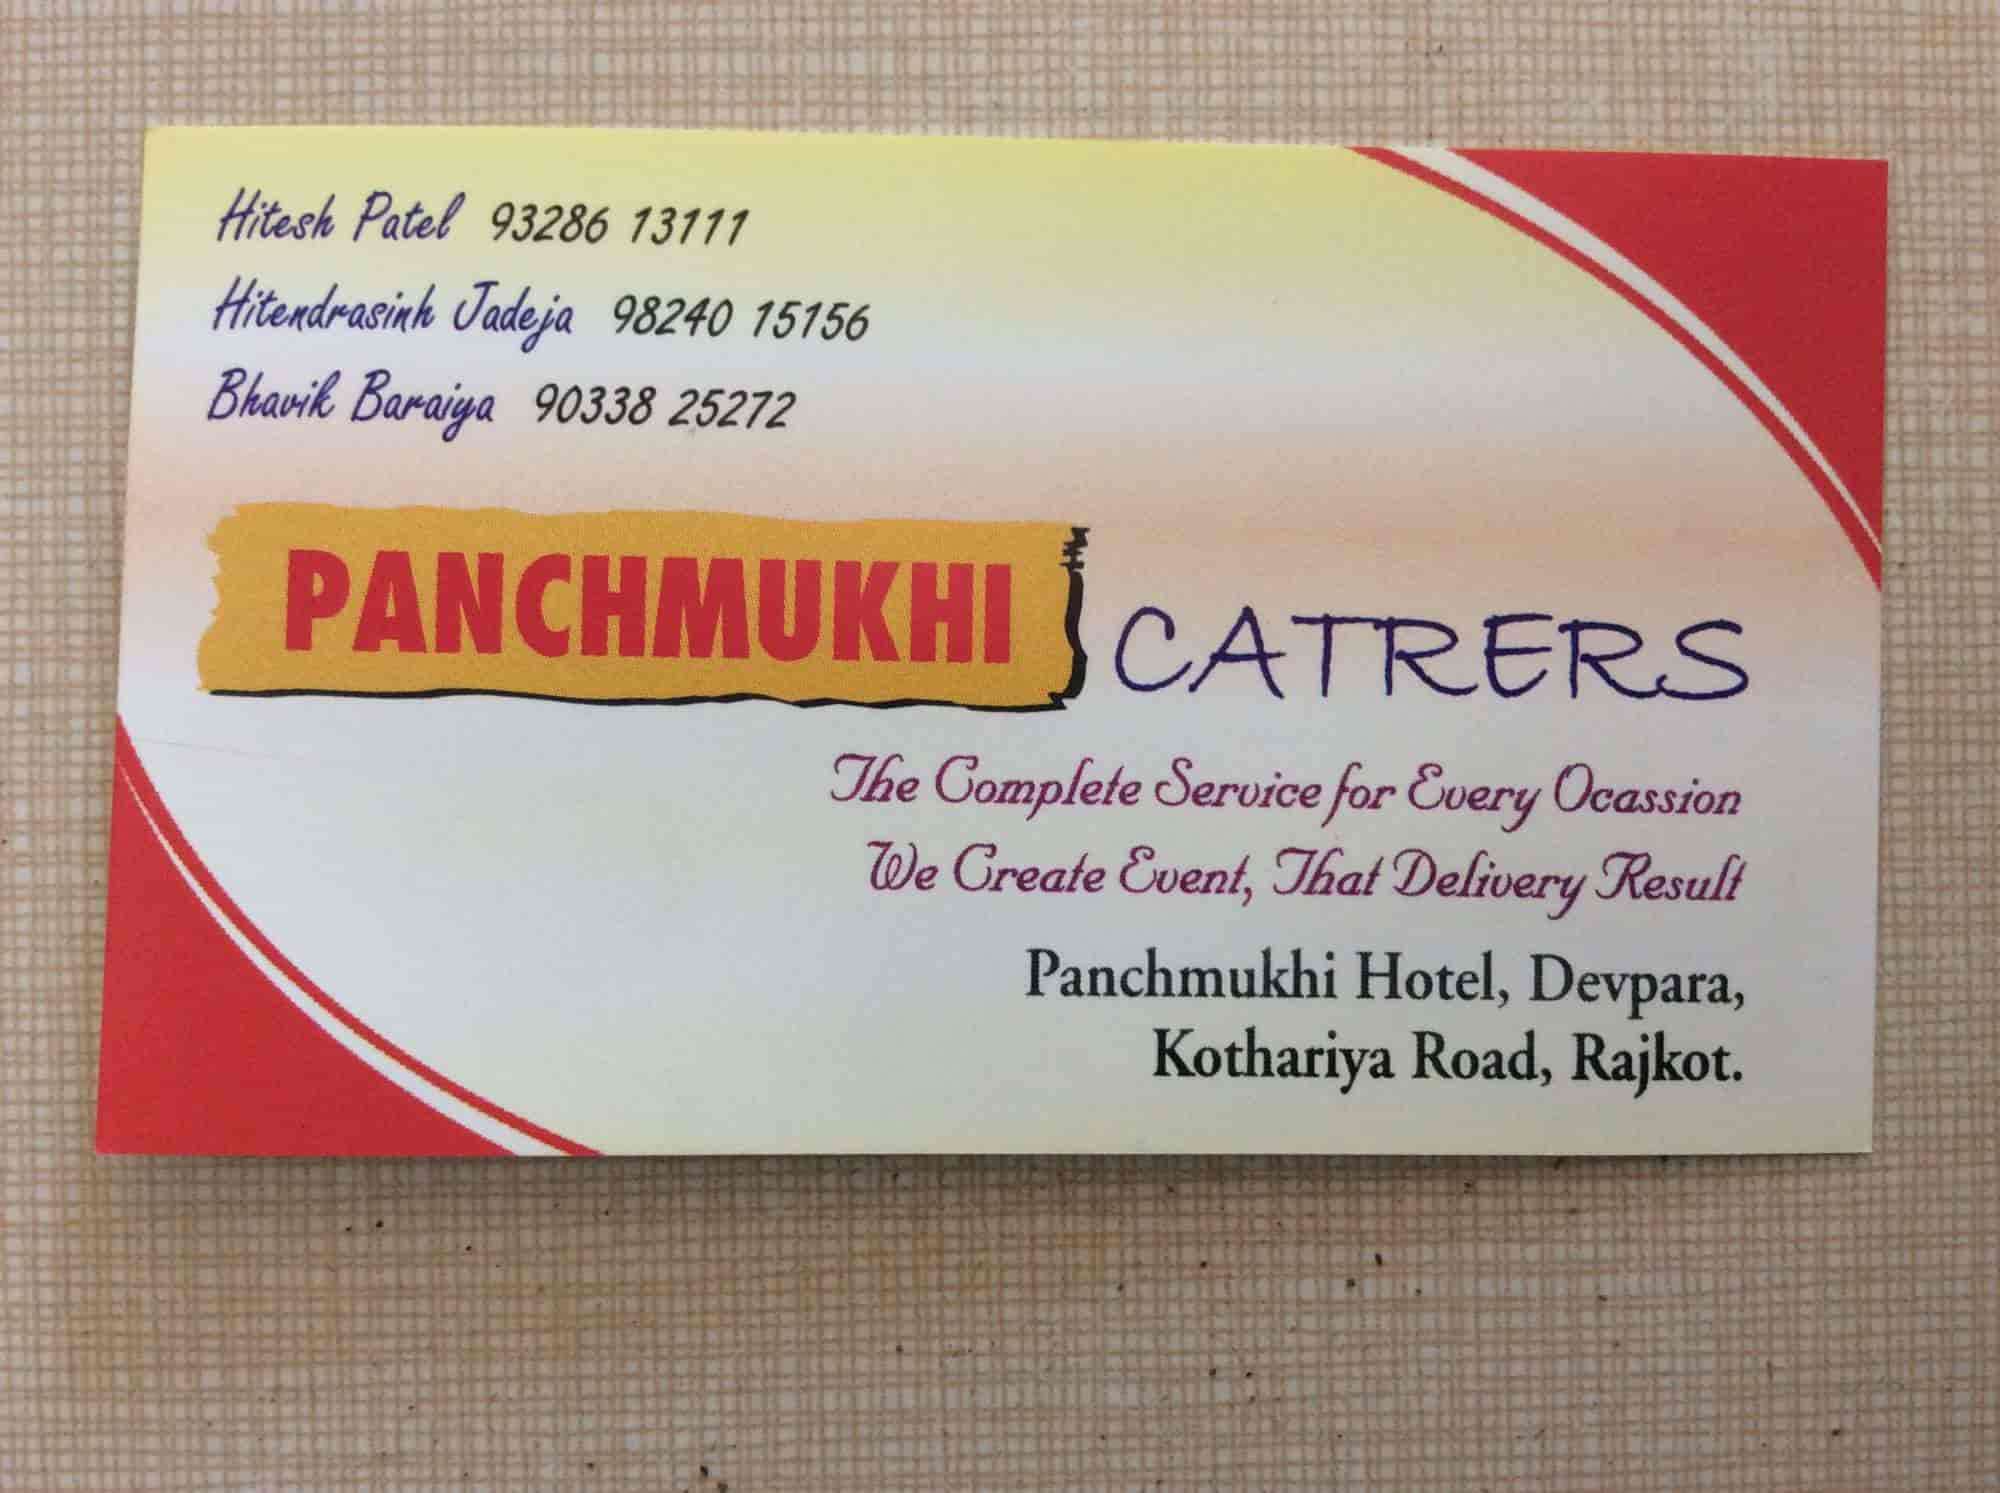 Hitesh Patel 93286 13111
Hitendrasinh Jadeja 98240 15156
Bhavik Baraiya 90338 25272
PANCHMUKHI CATRERS
The Complete Service for Every Ocassion
We Create Event, That Delivery Result
Panchmukhi Hotel, Devpara,
Kothariya Road, Rajkot.